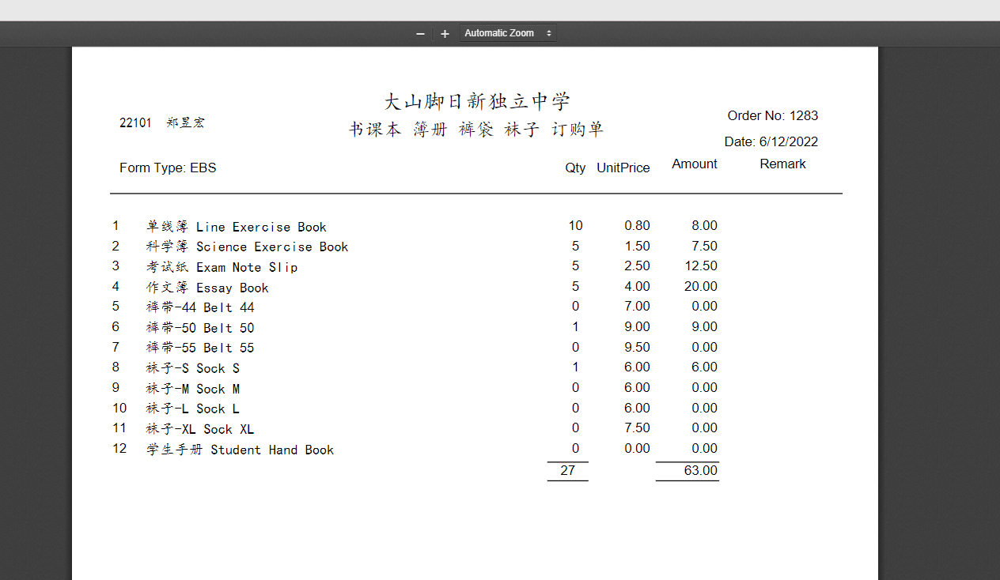 Automatic Zoom
大山脚日新独立中学
22101 郑昱宏
书课本 簿册 裤袋 袜子 订购单
Order No: 1283
Date: 6/12/2022
Form Type: EBS Qty UnitPrice Amount Remark
1 单线簿 Line Exercise Book 10 0.80 8.00
2 科学簿 Science Exercise Book 5 1.50 7.50
3 考试纸 Exam Note Slip 5 2.50 12.50
4 作文簿 Essay Book 5 4.00 20.00
5 裤带-44 Belt 44 0 7.00 0.00
6 裤带-50 Belt 50 1 9.00 9.00
7 裤带-55 Belt 55 0 9.50 0.00
8 袜子-S Sock S 1 6.00 6.00
9 袜子-M Sock M 0 6.00 0.00
10 袜子-L Sock L 0 6.00 0.00
11 袜子-XL Sock XL 0 7.50 0.00
12 学生手册 Student Hand Book 0 0.00 0.00
27 63.00